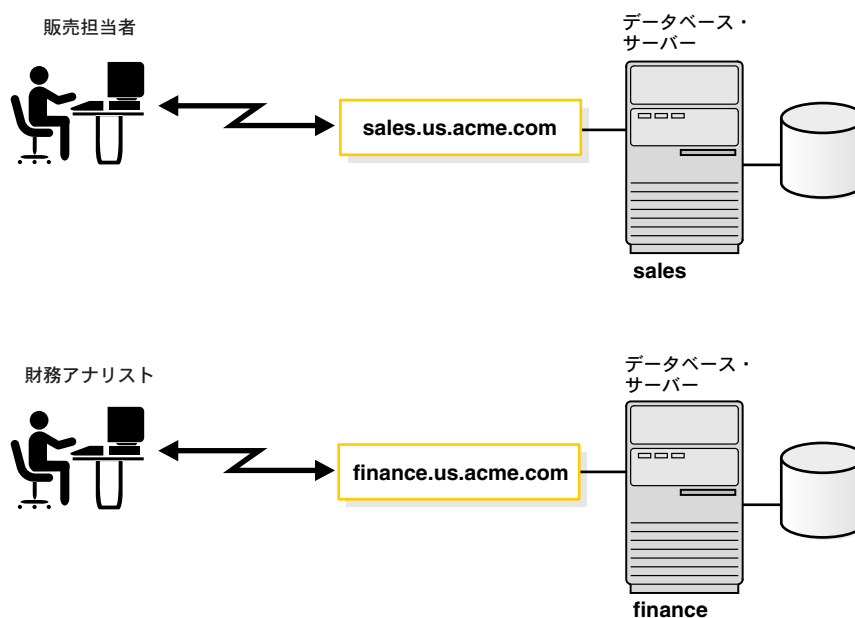 販売担当者
データベース・
サーバー
sales.us.acme.com
sales
財務アナリスト
データベース・
サーバー
finance.us.acme.com
finance